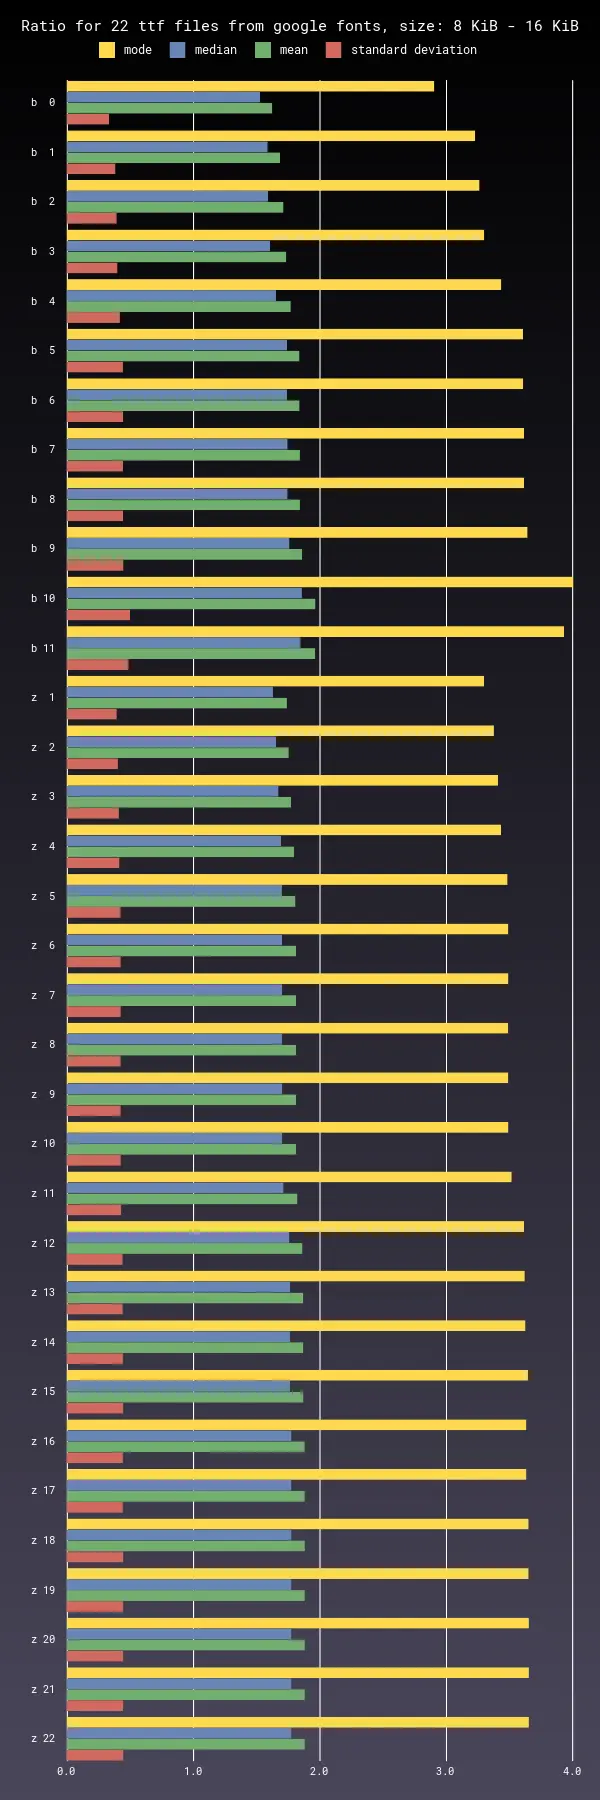 Ratio for 22 ttf files from google fonts, size: 8 KiB - 16 KiB
mode median mean standard deviation
b 0
b 1
b 2
b 3
b 4
b 5
b 6
b 7
b 8
b 9
b 10
b 11
z 1
z 2
z 3
z 4
z 5
z 6
z 7
z 8
z 9
z 10
z 11
z 12
z 13
z 14
z 15
z 16
z 17
z 18
z 19
z 20
z 21
z 22
0.0 1.0 2.0 3.0 4.0